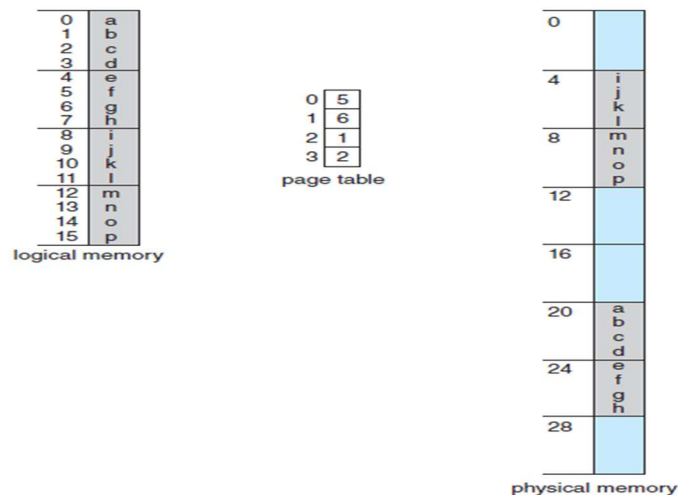 0 a
1 b
2 c
3 d
4 e
5 f
6 g
7 h
8 i
9 j
10 k
11 l
12 m
13 n
14 o
15 p
logical memory
0 5
1 6
2 1
3 2
page table
0
4 i
j
k
l
8 m
n
o
p
12
16
20 a
b
c
d
24 e
f
g
h
28
physical memory